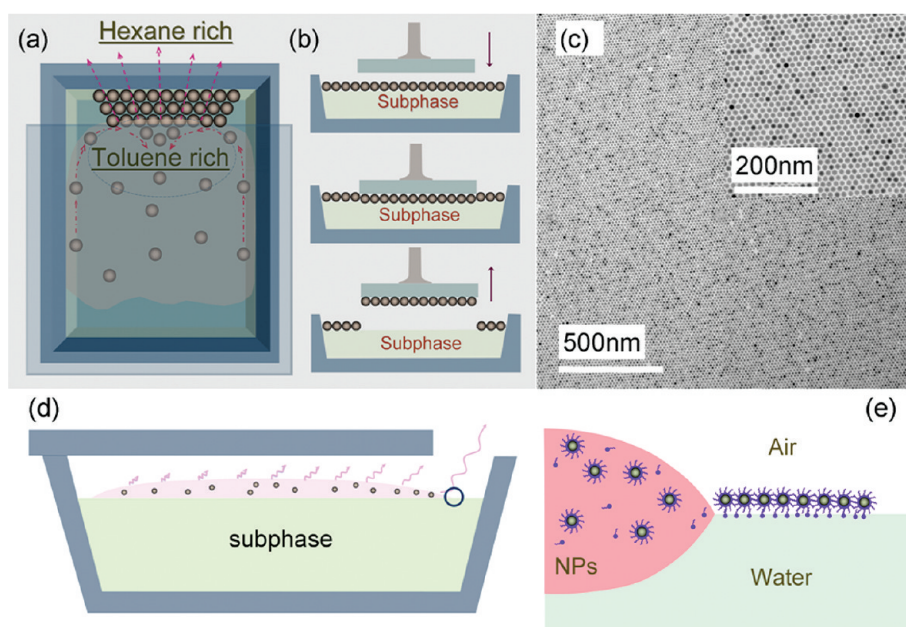 (a)
Hexane rich
Toluene rich
(b)
Subphase
Subphase
Subphase
(c)
200nm
500nm
(d)
subphase
(e)
Air
NPs
Water